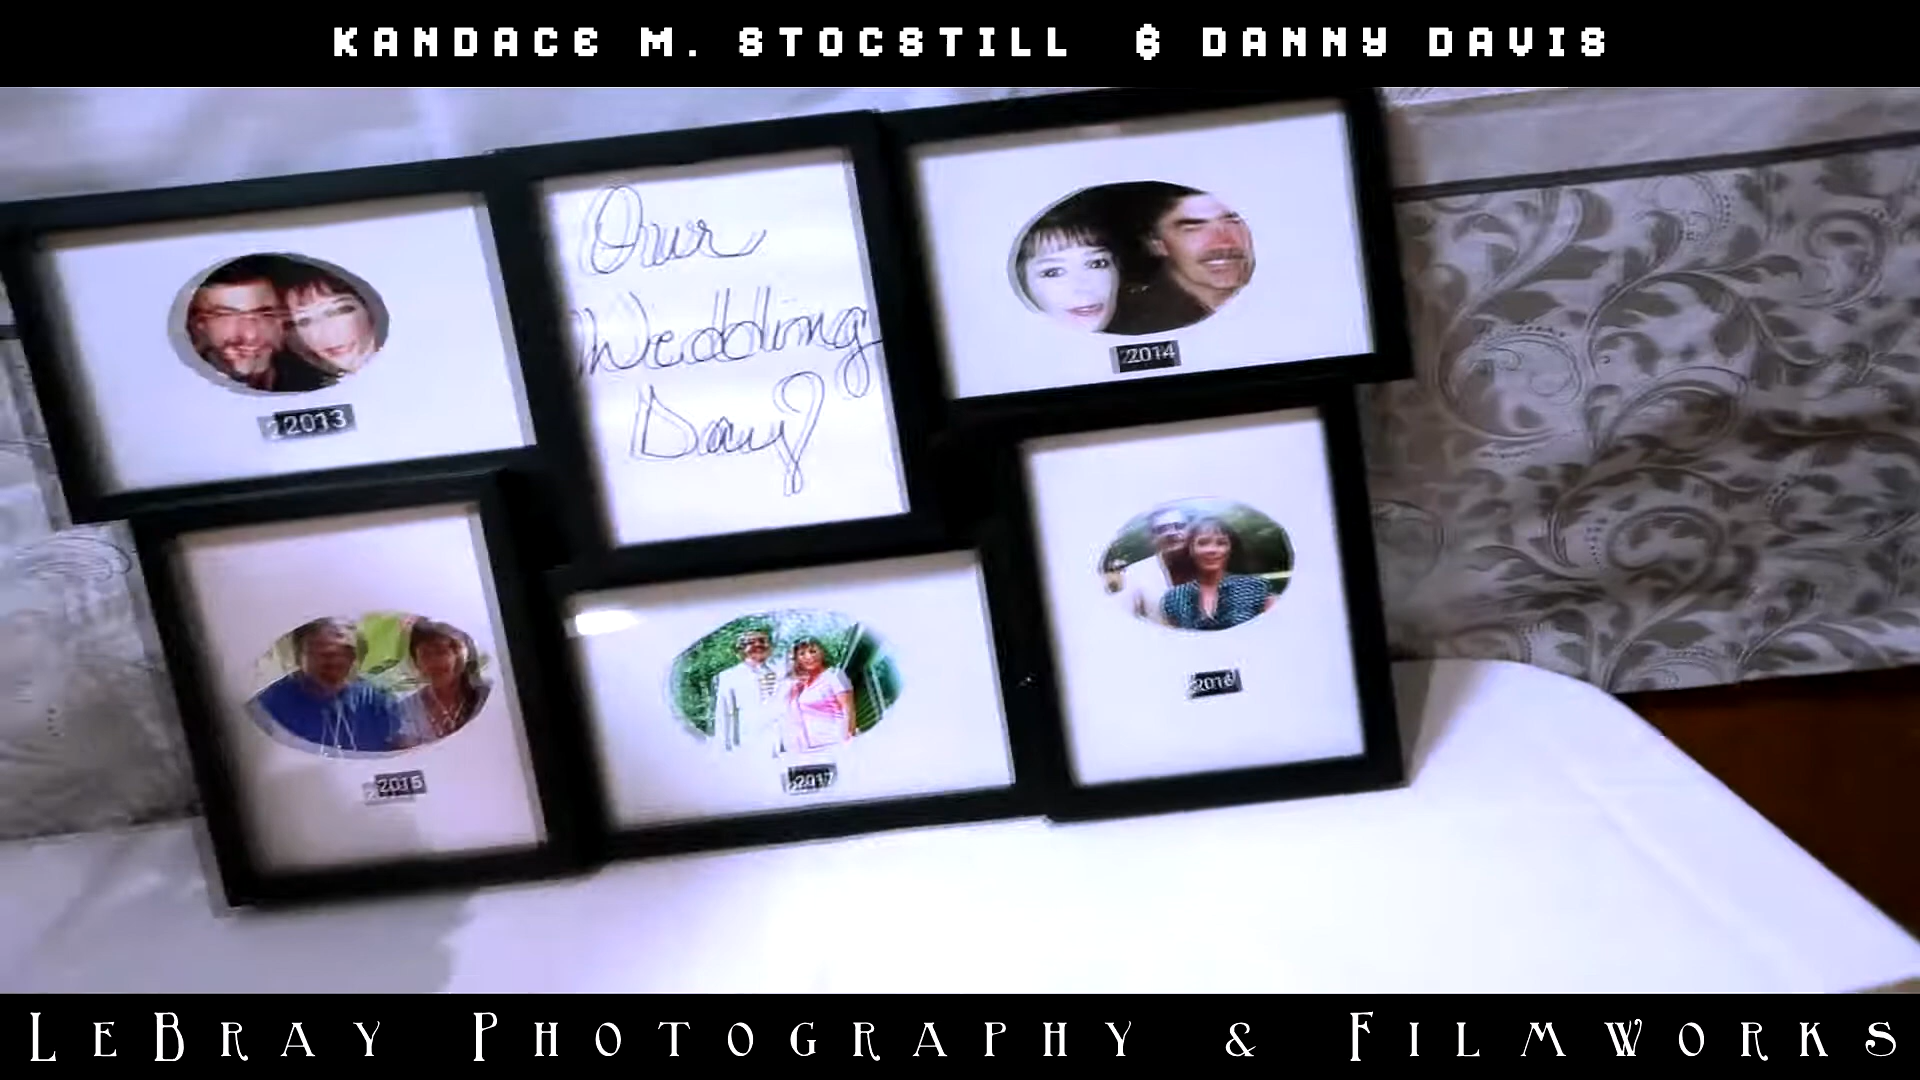 KANDACE M. STOCSTILL & DANNY DAVIS
Our
Wedding
Day
2014
2013
2016
2015
2017
LEBRAY PHOTOGRAPHY & FILMWORKS